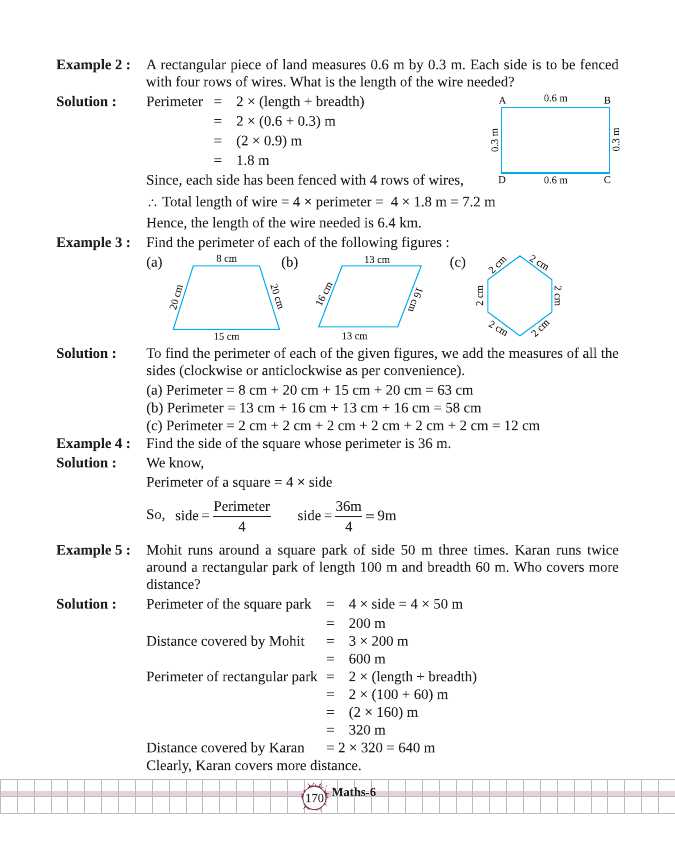 Example 2 : A rectangular piece of land measures 0.6 m by 0.3 m. Each side is to be fenced
with four rows of wires. What is the length of the wire needed?
Solution : Perimeter = 2 × (length + breadth)
= 2 × (0.6 + 0.3) m
= (2 × 0.9) m
= 1.8 m
A 0.6 m B
0.3 m 0.3 m
D 0.6 m C
Since, each side has been fenced with 4 rows of wires,
∴ Total length of wire = 4 × perimeter = 4 × 1.8 m = 7.2 m
Hence, the length of the wire needed is 6.4 km.
Example 3 : Find the perimeter of each of the following figures :
(a) 8 cm 20 cm 20 cm 15 cm
(b) 13 cm 16 cm 16 cm 13 cm
(c) 2 cm 2 cm 2 cm 2 cm 2 cm 2 cm
Solution : To find the perimeter of each of the given figures, we add the measures of all the
sides (clockwise or anticlockwise as per convenience).
(a) Perimeter = 8 cm + 20 cm + 15 cm + 20 cm = 63 cm
(b) Perimeter = 13 cm + 16 cm + 13 cm + 16 cm = 58 cm
(c) Perimeter = 2 cm + 2 cm + 2 cm + 2 cm + 2 cm + 2 cm = 12 cm
Example 4 : Find the side of the square whose perimeter is 36 m.
Solution : We know,
Perimeter of a square = 4 × side
So, side = Perimeter/4 side = 36m/4 = 9m
Example 5 : Mohit runs around a square park of side 50 m three times. Karan runs twice
around a rectangular park of length 100 m and breadth 60 m. Who covers more
distance?
Solution : Perimeter of the square park = 4 × side = 4 × 50 m
= 200 m
Distance covered by Mohit = 3 × 200 m
= 600 m
Perimeter of rectangular park = 2 × (length + breadth)
= 2 × (100 + 60) m
= (2 × 160) m
= 320 m
Distance covered by Karan = 2 × 320 = 640 m
Clearly, Karan covers more distance.
170 Maths-6